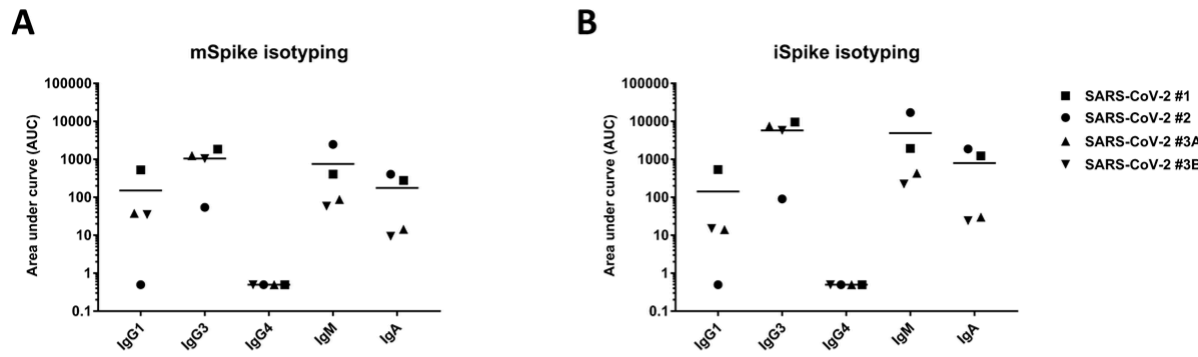 A
mSpike isotyping
Area under curve (AUC)
100000
10000
1000
100
10
1
0.1
IgG1
IgG3
IgG4
IgM
IgA
B
iSpike isotyping
Area under curve (AUC)
100000
10000
1000
100
10
1
0.1
IgG1
IgG3
IgG4
IgM
IgA
SARS-CoV-2 #1
SARS-CoV-2 #2
SARS-CoV-2 #3A
SARS-CoV-2 #3B